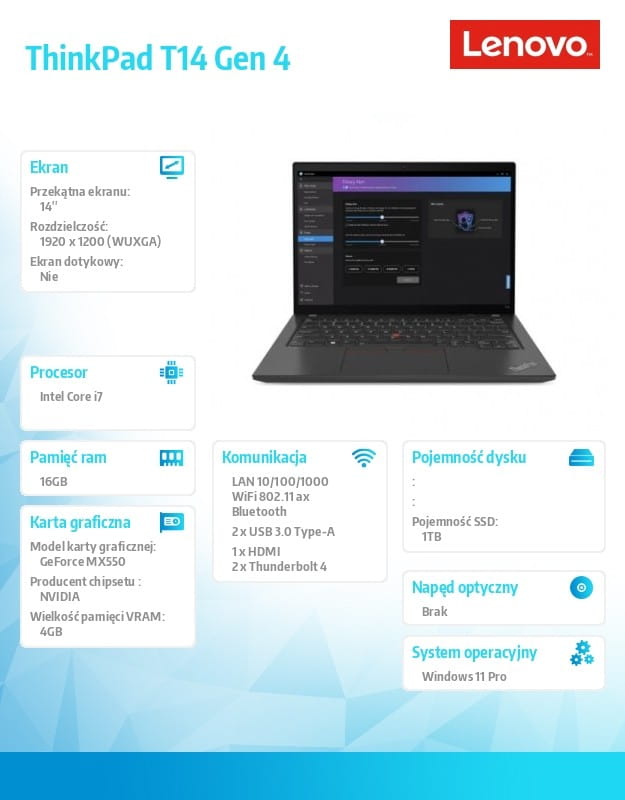 ThinkPad T14 Gen 4
Lenovo
Ekran
Przekątna ekranu:
14''
Rozdzielczość:
1920 x 1200 (WUXGA)
Ekran dotykowy:
Nie
Procesor
Intel Core i7
Pamięć ram
16GB
Karta graficzna
Model karty graficznej:
GeForce MX550
Producent chipsetu :
NVIDIA
Wielkość pamięci VRAM:
4GB
Komunikacja
LAN 10/100/1000
WiFi 802.11 ax
Bluetooth
2 x USB 3.0 Type-A
1 x HDMI
2 x Thunderbolt 4
Pojemność dysku
:
:
Pojemność SSD:
1TB
Napęd optyczny
Brak
System operacyjny
Windows 11 Pro